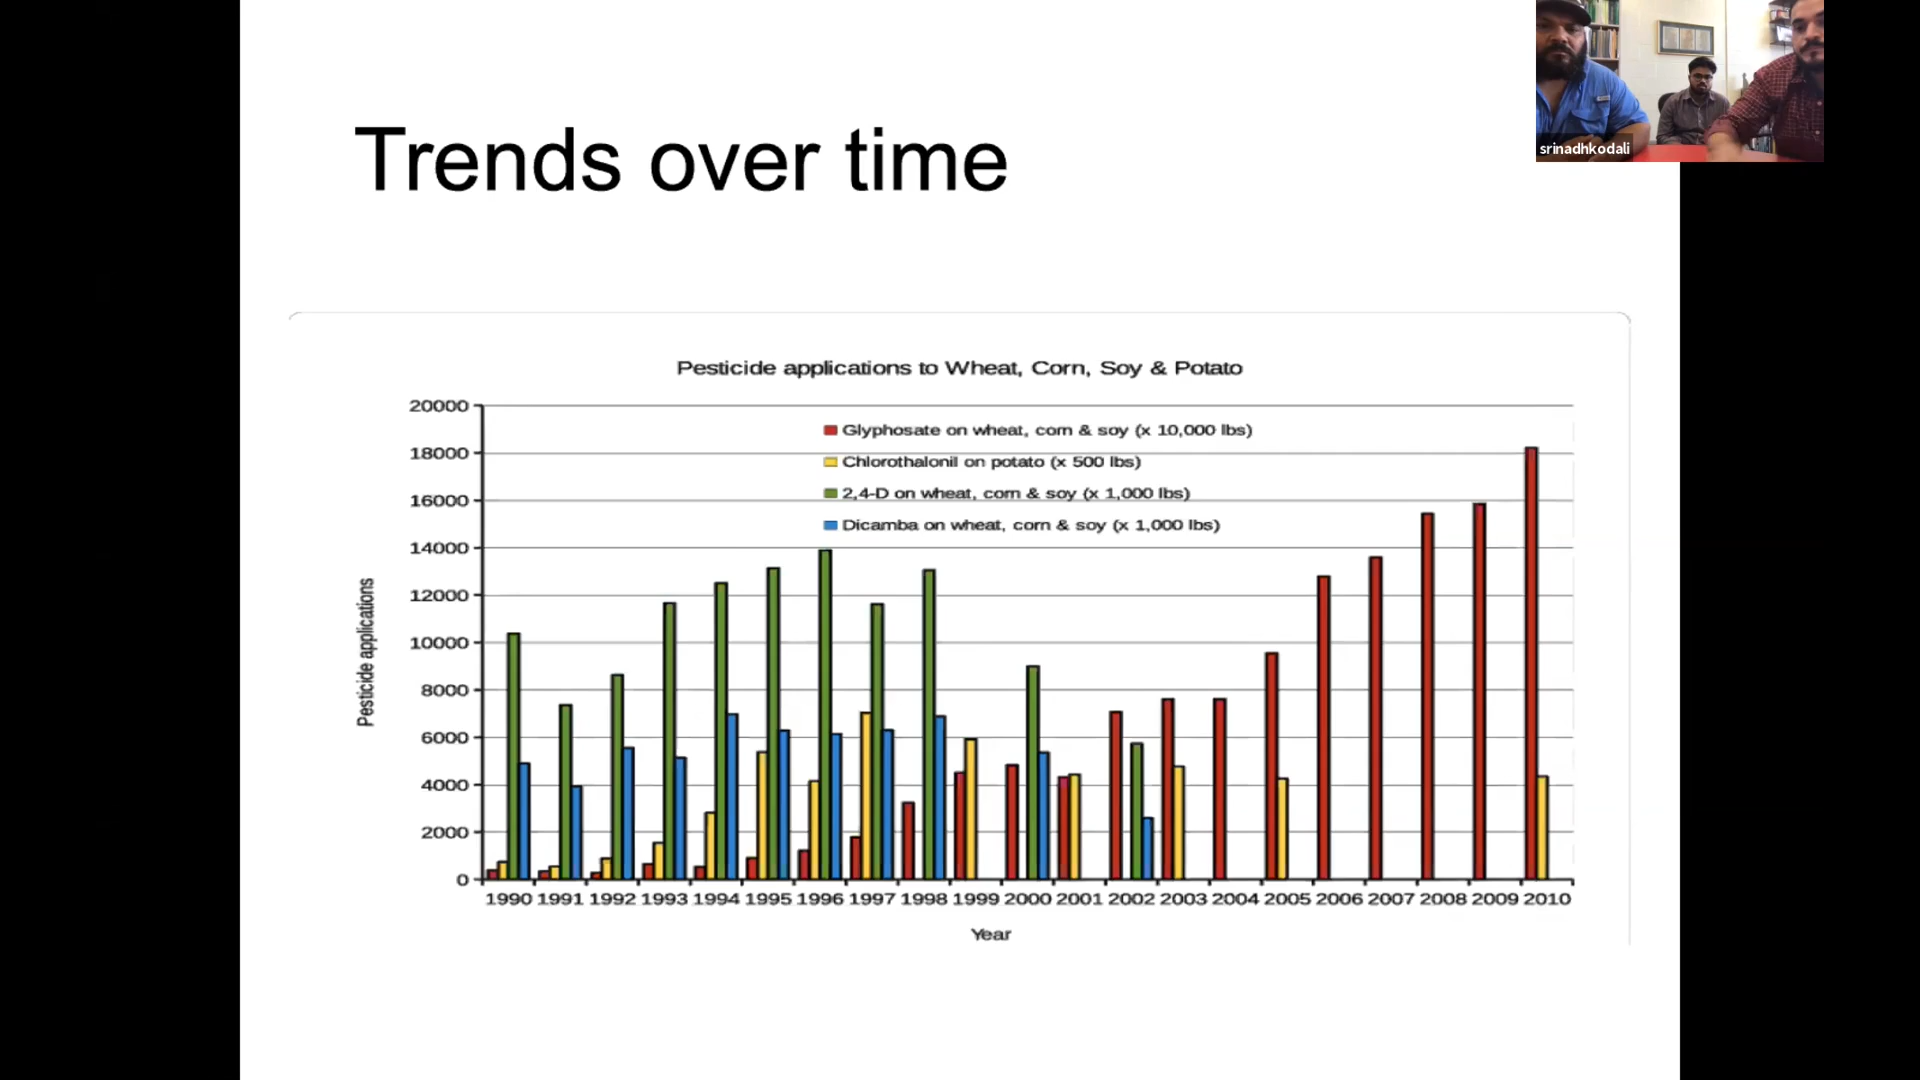 srinadhkodali
Trends over time
Pesticide applications to Wheat, Corn, Soy & Potato
Glyphosate on wheat, corn & soy (x 10,000 lbs)
Chlorothalonil on potato (x 500 lbs)
2,4-D on wheat, corn & soy (x 1,000 lbs)
Dicamba on wheat, corn & soy (x 1,000 lbs)
Pesticide applications
20000
18000
16000
14000
12000
10000
8000
6000
4000
2000
0
1990 1991 1992 1993 1994 1995 1996 1997 1998 1999 2000 2001 2002 2003 2004 2005 2006 2007 2008 2009 2010
Year